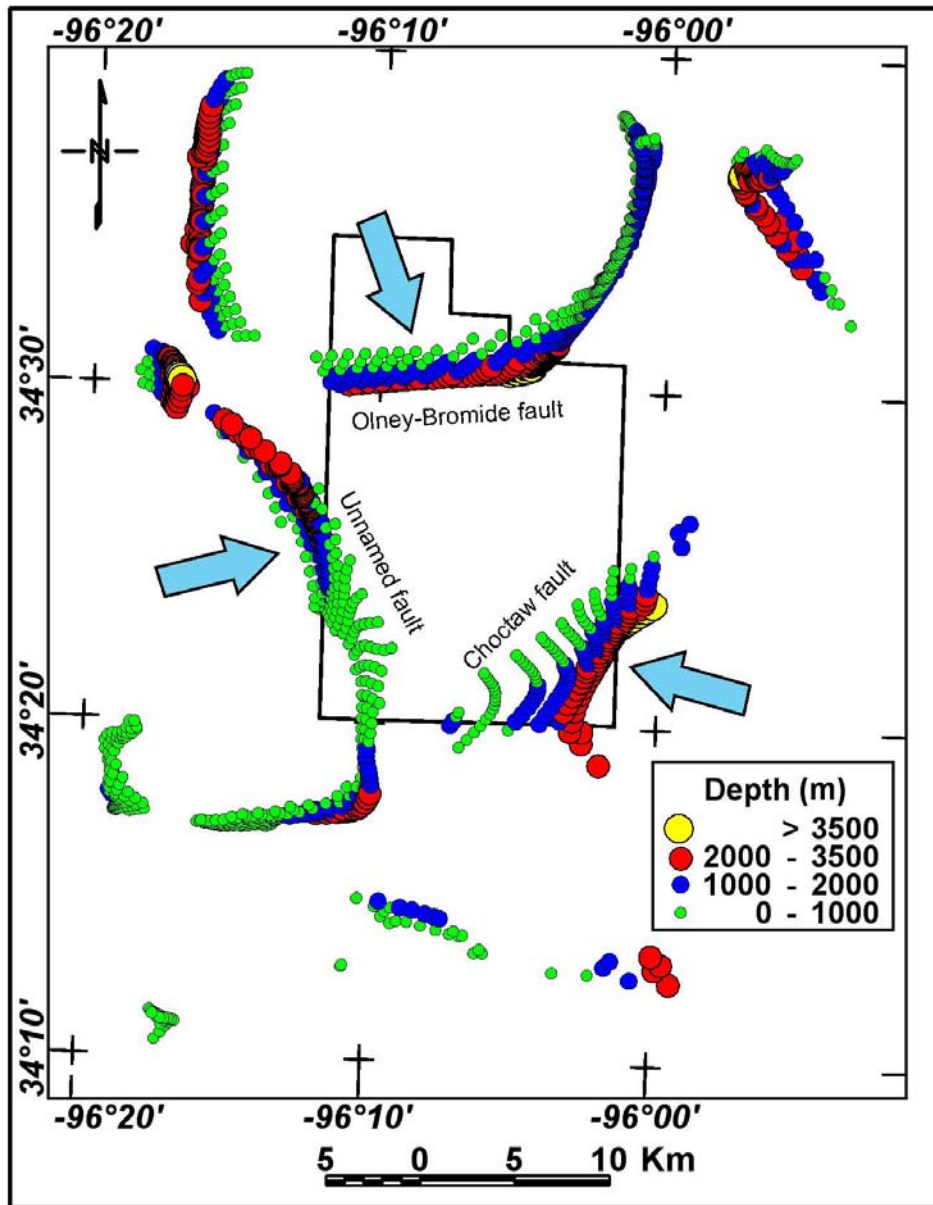 -96°20' -96°10' -96°00'
N
34°30'
Olney-Bromide fault
Unnamed fault
Choctaw fault
34°20'
Depth (m)
> 3500
2000 - 3500
1000 - 2000
0 - 1000
34°10'
-96°20' -96°10' -96°00'
5 0 5 10 Km